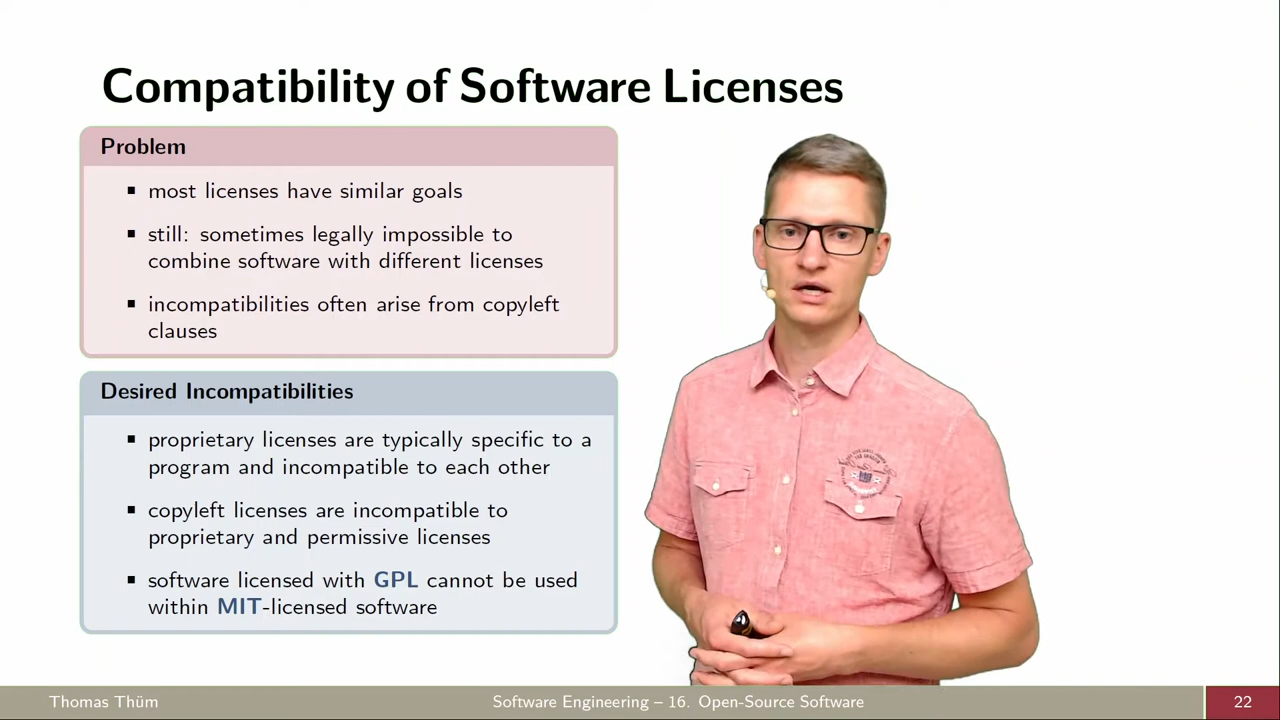 Compatibility of Software Licenses
Problem
▪ most licenses have similar goals
▪ still: sometimes legally impossible to
combine software with different licenses
▪ incompatibilities often arise from copyleft
clauses
Desired Incompatibilities
▪ proprietary licenses are typically specific to a
program and incompatible to each other
▪ copyleft licenses are incompatible to
proprietary and permissive licenses
▪ software licensed with GPL cannot be used
within MIT-licensed software
Thomas Thüm
Software Engineering – 16. Open-Source Software
22